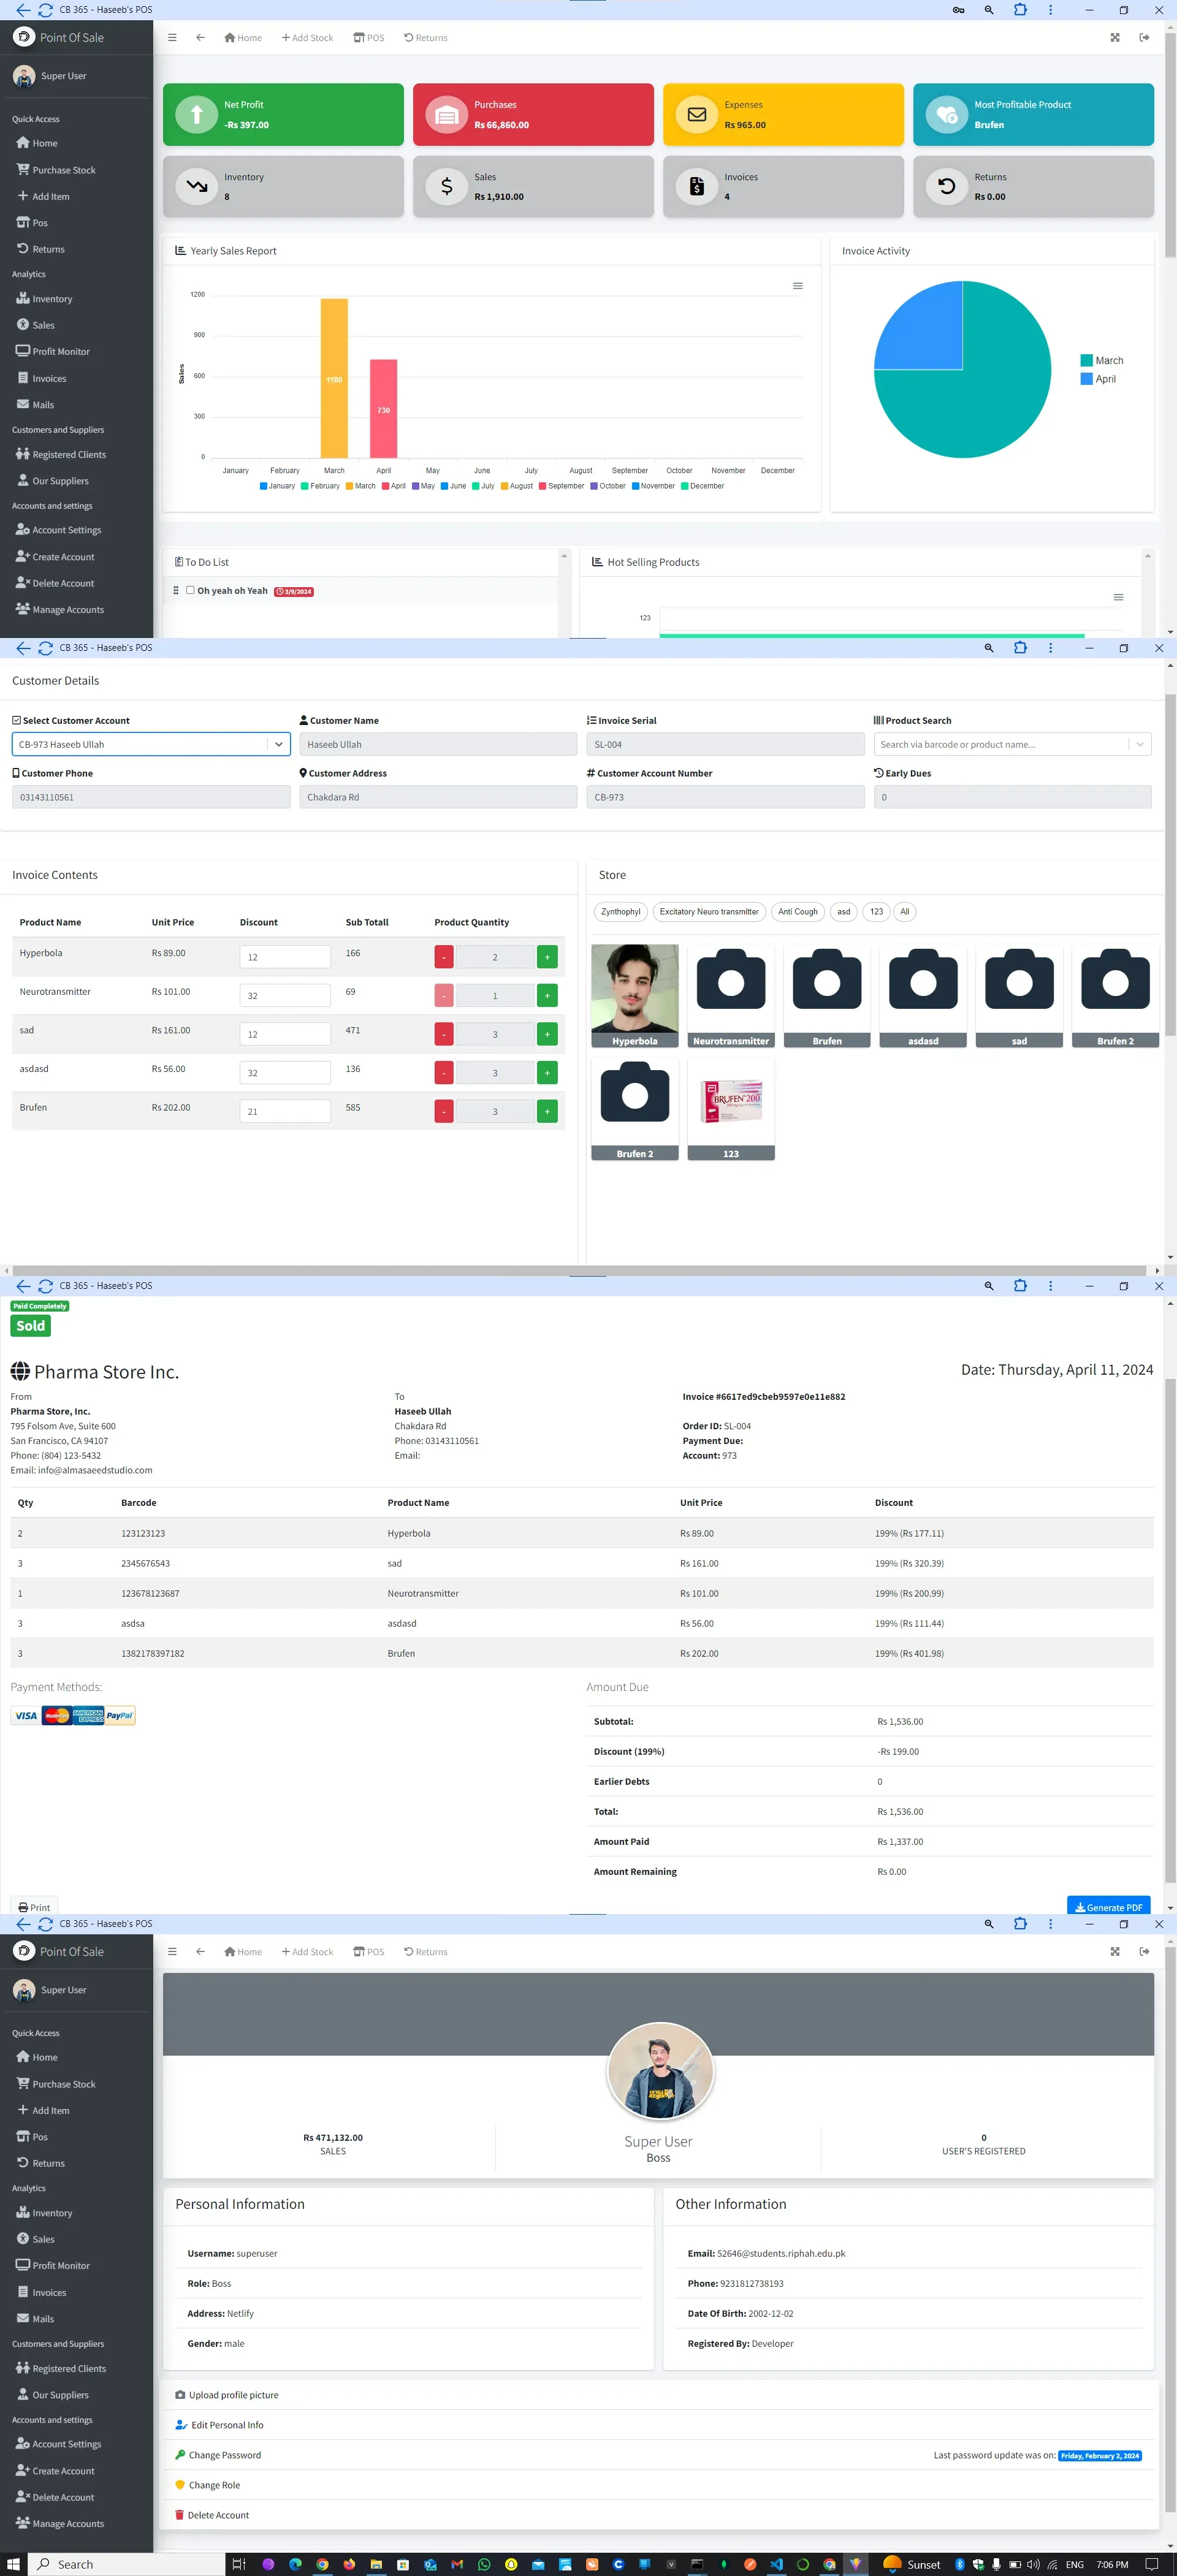 CB 365 - Haseeb's POS
Point Of Sale
Home
Add Stock
POS
Returns
Super User
Quick Access
Home
Purchase Stock
Add Item
Pos
Returns
Analytics
Inventory
Sales
Profit Monitor
Invoices
Mails
Customers and Suppliers
Registered Clients
Our Suppliers
Accounts and settings
Account Settings
Create Account
Delete Account
Manage Accounts
Net Profit
-Rs 397.00
Purchases
Rs 66,860.00
Expenses
Rs 965.00
Most Profitable Product
Brufen
Inventory
8
Sales
Rs 1,910.00
Invoices
4
Returns
Rs 0.00
Yearly Sales Report
1200
900
600
300
0
Sales
1180
730
January February March April May June July August September October November December
January February March April May June July August September October November December
Invoice Activity
March
April
To Do List
Oh yeah oh Yeah 3/9/2024
Hot Selling Products
123
CB 365 - Haseeb's POS
Customer Details
Select Customer Account
CB-973 Haseeb Ullah
Customer Name
Haseeb Ullah
Invoice Serial
SL-004
Product Search
Search via barcode or product name...
Customer Phone
03143110561
Customer Address
Chakdara Rd
Customer Account Number
CB-973
Early Dues
0
Invoice Contents
Product Name Unit Price Discount Sub Totall Product Quantity
Hyperbola Rs 89.00 12 166 - 2 +
Neurotransmitter Rs 101.00 32 69 - 1 +
sad Rs 161.00 12 471 - 3 +
asdasd Rs 56.00 32 136 - 3 +
Brufen Rs 202.00 21 585 - 3 +
Store
Zynthophyl Excitatory Neuro transmitter Anti Cough asd 123 All
Hyperbola Neurotransmitter Brufen asdasd sad Brufen 2
BRUFEN 200
Brufen 2 123
CB 365 - Haseeb's POS
Paid Completely
Sold
Pharma Store Inc.
Date: Thursday, April 11, 2024
From
Pharma Store, Inc.
795 Folsom Ave, Suite 600
San Francisco, CA 94107
Phone: (804) 123-5432
Email: info@almasaeedstudio.com
To
Haseeb Ullah
Chakdara Rd
Phone: 03143110561
Email:
Invoice #6617ed9cbeb9597e0e11e882
Order ID: SL-004
Payment Due:
Account: 973
Qty Barcode Product Name Unit Price Discount
2 123123123 Hyperbola Rs 89.00 199% (Rs 177.11)
3 2345676543 sad Rs 161.00 199% (Rs 320.39)
1 123678123687 Neurotransmitter Rs 101.00 199% (Rs 200.99)
3 asdsa asdasd Rs 56.00 199% (Rs 111.44)
3 1382178397182 Brufen Rs 202.00 199% (Rs 401.98)
Payment Methods:
VISA MasterCard AMERICAN EXPRESS PayPal
Amount Due
Subtotal: Rs 1,536.00
Discount (199%) -Rs 199.00
Earlier Debts 0
Total: Rs 1,536.00
Amount Paid Rs 1,337.00
Amount Remaining Rs 0.00
Print
Generate PDF
CB 365 - Haseeb's POS
Point Of Sale
Home
Add Stock
POS
Returns
Super User
Quick Access
Home
Purchase Stock
Add Item
Pos
Returns
Analytics
Inventory
Sales
Profit Monitor
Invoices
Mails
Customers and Suppliers
Registered Clients
Our Suppliers
Accounts and settings
Account Settings
Create Account
Delete Account
Manage Accounts
Rs 471,132.00
SALES
Super User
Boss
0
USER'S REGISTERED
Personal Information
Username: superuser
Role: Boss
Address: Netlify
Gender: male
Other Information
Email: 52646@students.riphah.edu.pk
Phone: 9231812738193
Date Of Birth: 2002-12-02
Registered By: Developer
Upload profile picture
Edit Personal Info
Change Password
Last password update was on: Friday, February 2, 2024
Change Role
Delete Account
Search
Sunset
ENG
7:06 PM